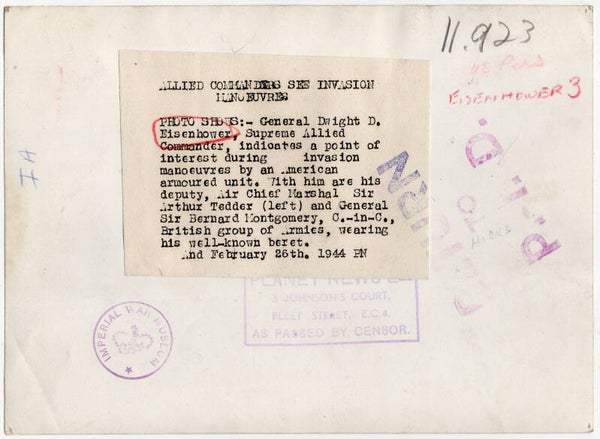 11.923
EISENHOWER 3
ALLIED COMMANDERS SEE INVASION
MANOEUVRES
PHOTO SHOWS:- General Dwight D.
Eisenhower, Supreme Allied
Commander, indicates a point of
interest during invasion
manoeuvres by an American
armoured unit. With him are his
deputy, Air Chief Marshal Sir
Arthur Tedder (left) and General
Sir Bernard Montgomery, C.-in-C.,
British group of Armies, wearing
his well-known beret.
And February 26th. 1944 PN
IA
HICKS
P. I. D.
PLANET NEWS
3 JOHNSON'S COURT,
FLEET STREET, E.C.4.
AS PASSED BY CENSOR.
IMPERIAL WAR MUSEUM